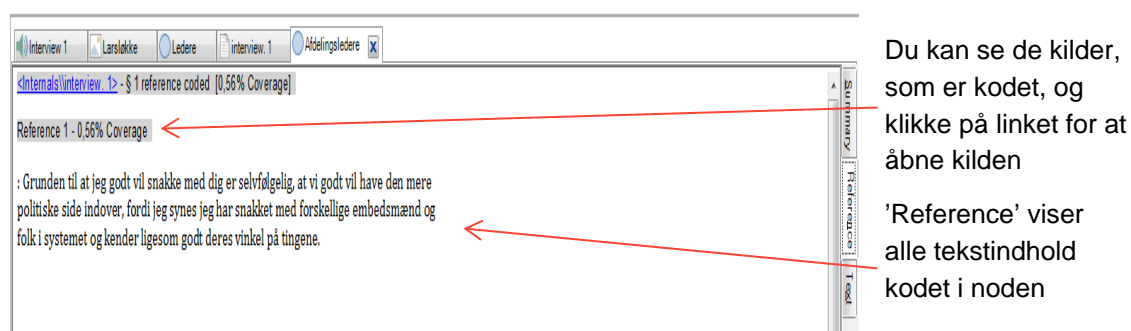 Interview 1 Larsløkke Ledere interview. 1 Afdelingsledere x
<Internals\\interview. 1> - § 1 reference coded [0,56% Coverage]
Reference 1 - 0,56% Coverage
: Grunden til at jeg godt vil snakke med dig er selvfølgelig, at vi godt vil have den mere
politiske side indover, fordi jeg synes jeg har snakket med forskellige embedsmænd og
folk i systemet og kender ligesom godt deres vinkel på tingene.
Summary
Reference
Text
Du kan se de kilder,
som er kodet, og
klikke på linket for at
åbne kilden
’Reference’ viser
alle tekstindhold
kodet i noden